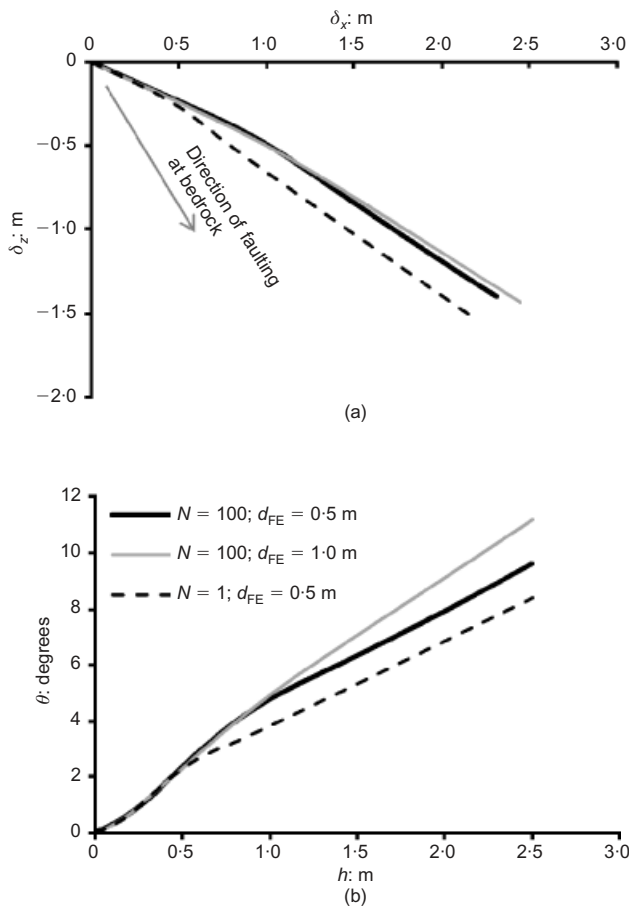 δx: m
0 0·5 1·0 1·5 2·0 2·5 3·0
0
−0·5
−1·0
−1·5
−2·0
δz: m
Direction of faulting
at bedrock
(a)
12
10
8
6
4
2
0
θ: degrees
N = 100; dFE = 0·5 m
N = 100; dFE = 1·0 m
N = 1; dFE = 0·5 m
0 0·5 1·0 1·5 2·0 2·5 3·0
h: m
(b)